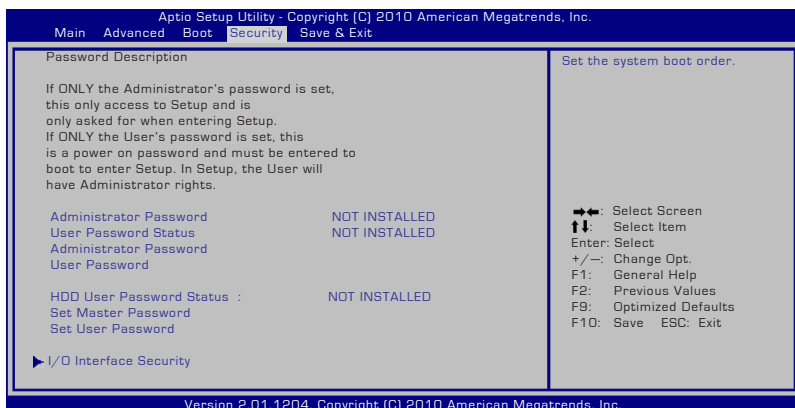 Aptio Setup Utility - Copyright (C) 2010 American Megatrends, Inc.
Main Advanced Boot Security Save & Exit
Password Description
If ONLY the Administrator's password is set,
this only access to Setup and is
only asked for when entering Setup.
If ONLY the User's password is set, this
is a power on password and must be entered to
boot to enter Setup. In Setup, the User will
have Administrator rights.
Administrator Password NOT INSTALLED
User Password Status NOT INSTALLED
Administrator Password
User Password
HDD User Password Status : NOT INSTALLED
Set Master Password
Set User Password
I/O Interface Security
Set the system boot order.
→←: Select Screen
↑↓: Select Item
Enter: Select
+/—: Change Opt.
F1: General Help
F2: Previous Values
F9: Optimized Defaults
F10: Save ESC: Exit
Version 2.01.1204. Copyright (C) 2010 American Megatrends, Inc.